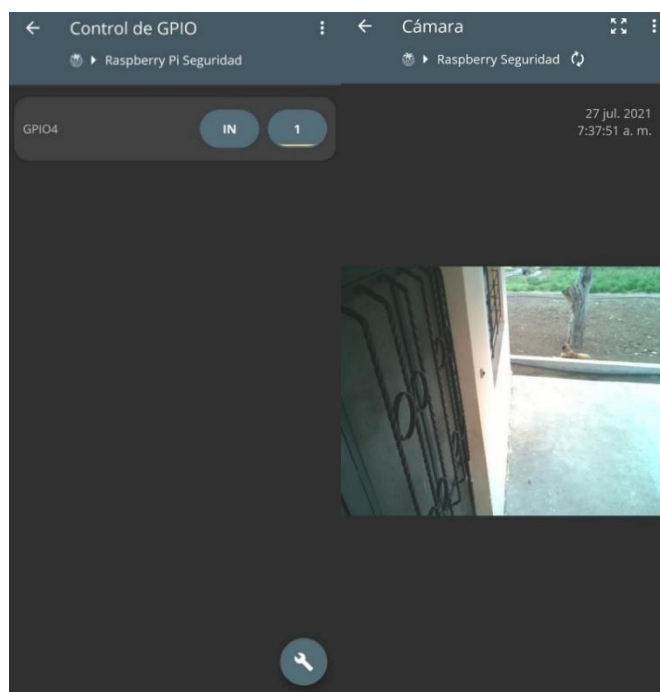 Control de GPIO
Raspberry Pi Seguridad
GPIO4
IN
1
Cámara
Raspberry Seguridad
27 jul. 2021
7:37:51 a. m.